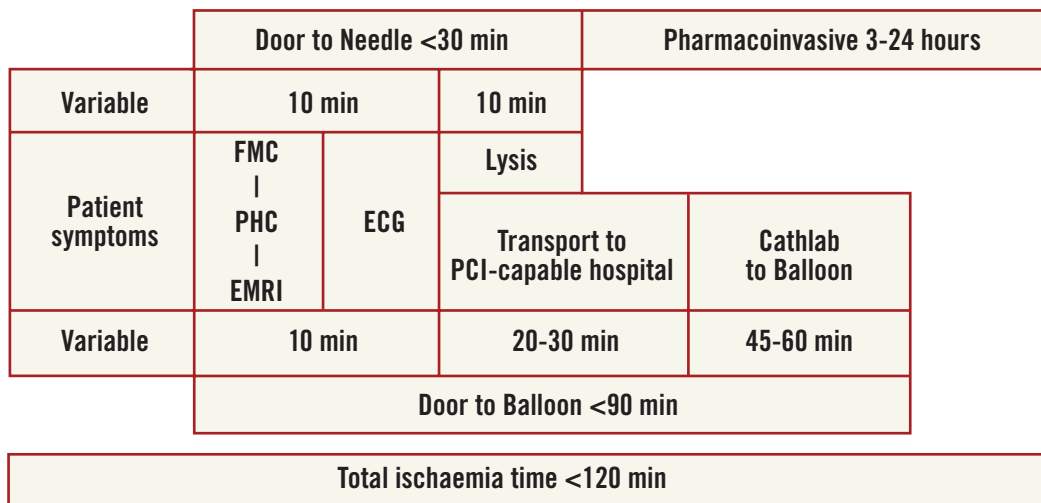 Door to Needle <30 min
Pharmacoinvasive 3-24 hours
Variable
10 min
10 min
Patient
symptoms
FMC
PHC
EMRI
ECG
Lysis
Transport to
PCI-capable hospital
Cathlab
to Balloon
Variable
10 min
20-30 min
45-60 min
Door to Balloon <90 min
Total ischaemia time <120 min